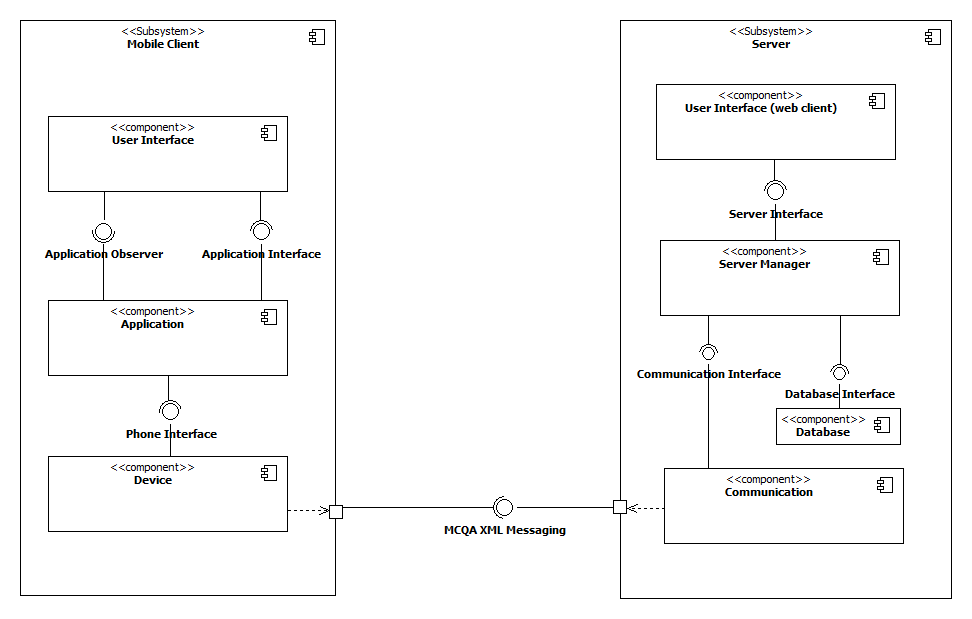 <<Subsystem>>
Mobile Client
<<component>>
User Interface
Application Observer
Application Interface
<<component>>
Application
Phone Interface
<<component>>
Device
MCQA XML Messaging
<<Subsystem>>
Server
<<component>>
User Interface (web client)
Server Interface
<<component>>
Server Manager
Communication Interface
Database Interface
<<component>>
Database
<<component>>
Communication